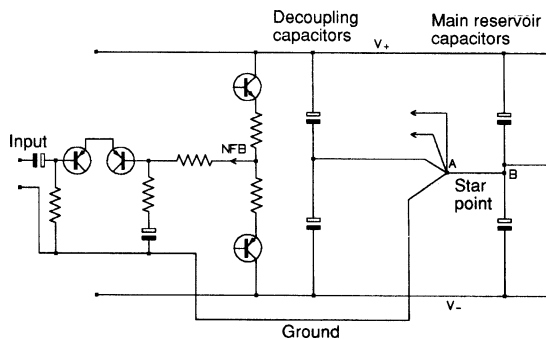 Decoupling
capacitors
Main reservoir
capacitors
V+
Input
NFB
A
B
Star
point
V-
Ground